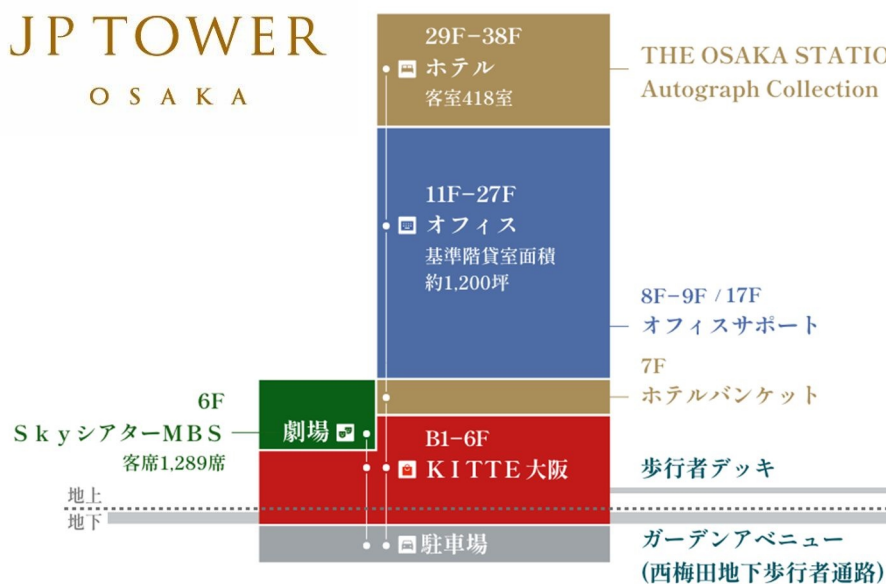 JP TOWER
OSAKA
29F-38F
ホテル
客室418室
THE OSAKA STATIO
Autograph Collection
11F-27F
オフィス
基準階貸室面積
約1,200坪
8F-9F / 17F
オフィスサポート
7F
ホテルバンケット
6F
SkyシアターMBS
客席1,289席
劇場
B1-6F
KITTE大阪
歩行者デッキ
地上
地下
駐車場
ガーデンアベニュー
(西梅田地下歩行者通路)